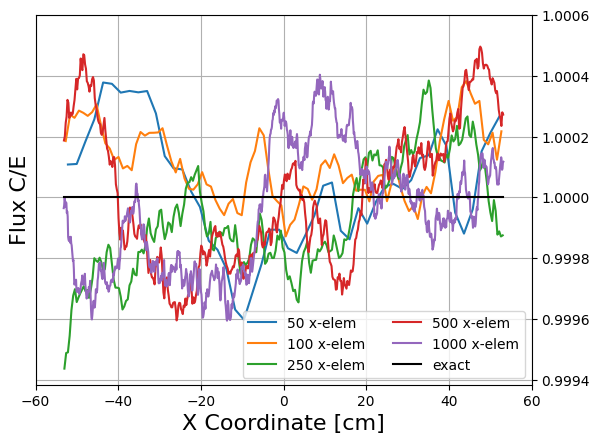 1.0006
1.0004
1.0002
1.0000
0.9998
0.9996
0.9994
Flux C/E
50 x-elem
100 x-elem
250 x-elem
500 x-elem
1000 x-elem
exact
−60 −40 −20 0 20 40 60
X Coordinate [cm]